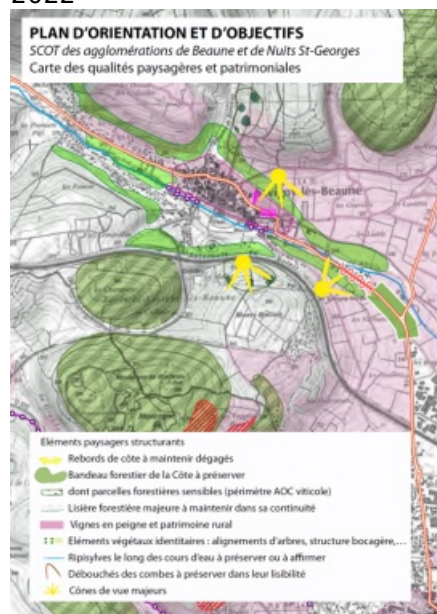 2022
PLAN D'ORIENTATION ET D'OBJECTIFS
SCOT des agglomérations de Beaune et de Nuits St-Georges
Carte des qualités paysagères et patrimoniales
lès-Beaune
Eléments paysagers structurants
Rebords de côte à maintenir dégagés
Bandeau forestier de la Côte à préserver
dont parcelles forestières sensibles (périmètre AOC viticole)
Lisière forestière majeure à maintenir dans sa continuité
Vignes en peigne et patrimoine rural
Eléments végétaux identitaires : alignements d'arbres, structure bocagère,...
Ripisylves le long des cours d'eau à préserver ou à affirmer
Débouchés des combes à préserver dans leur lisibilité
Cônes de vue majeurs